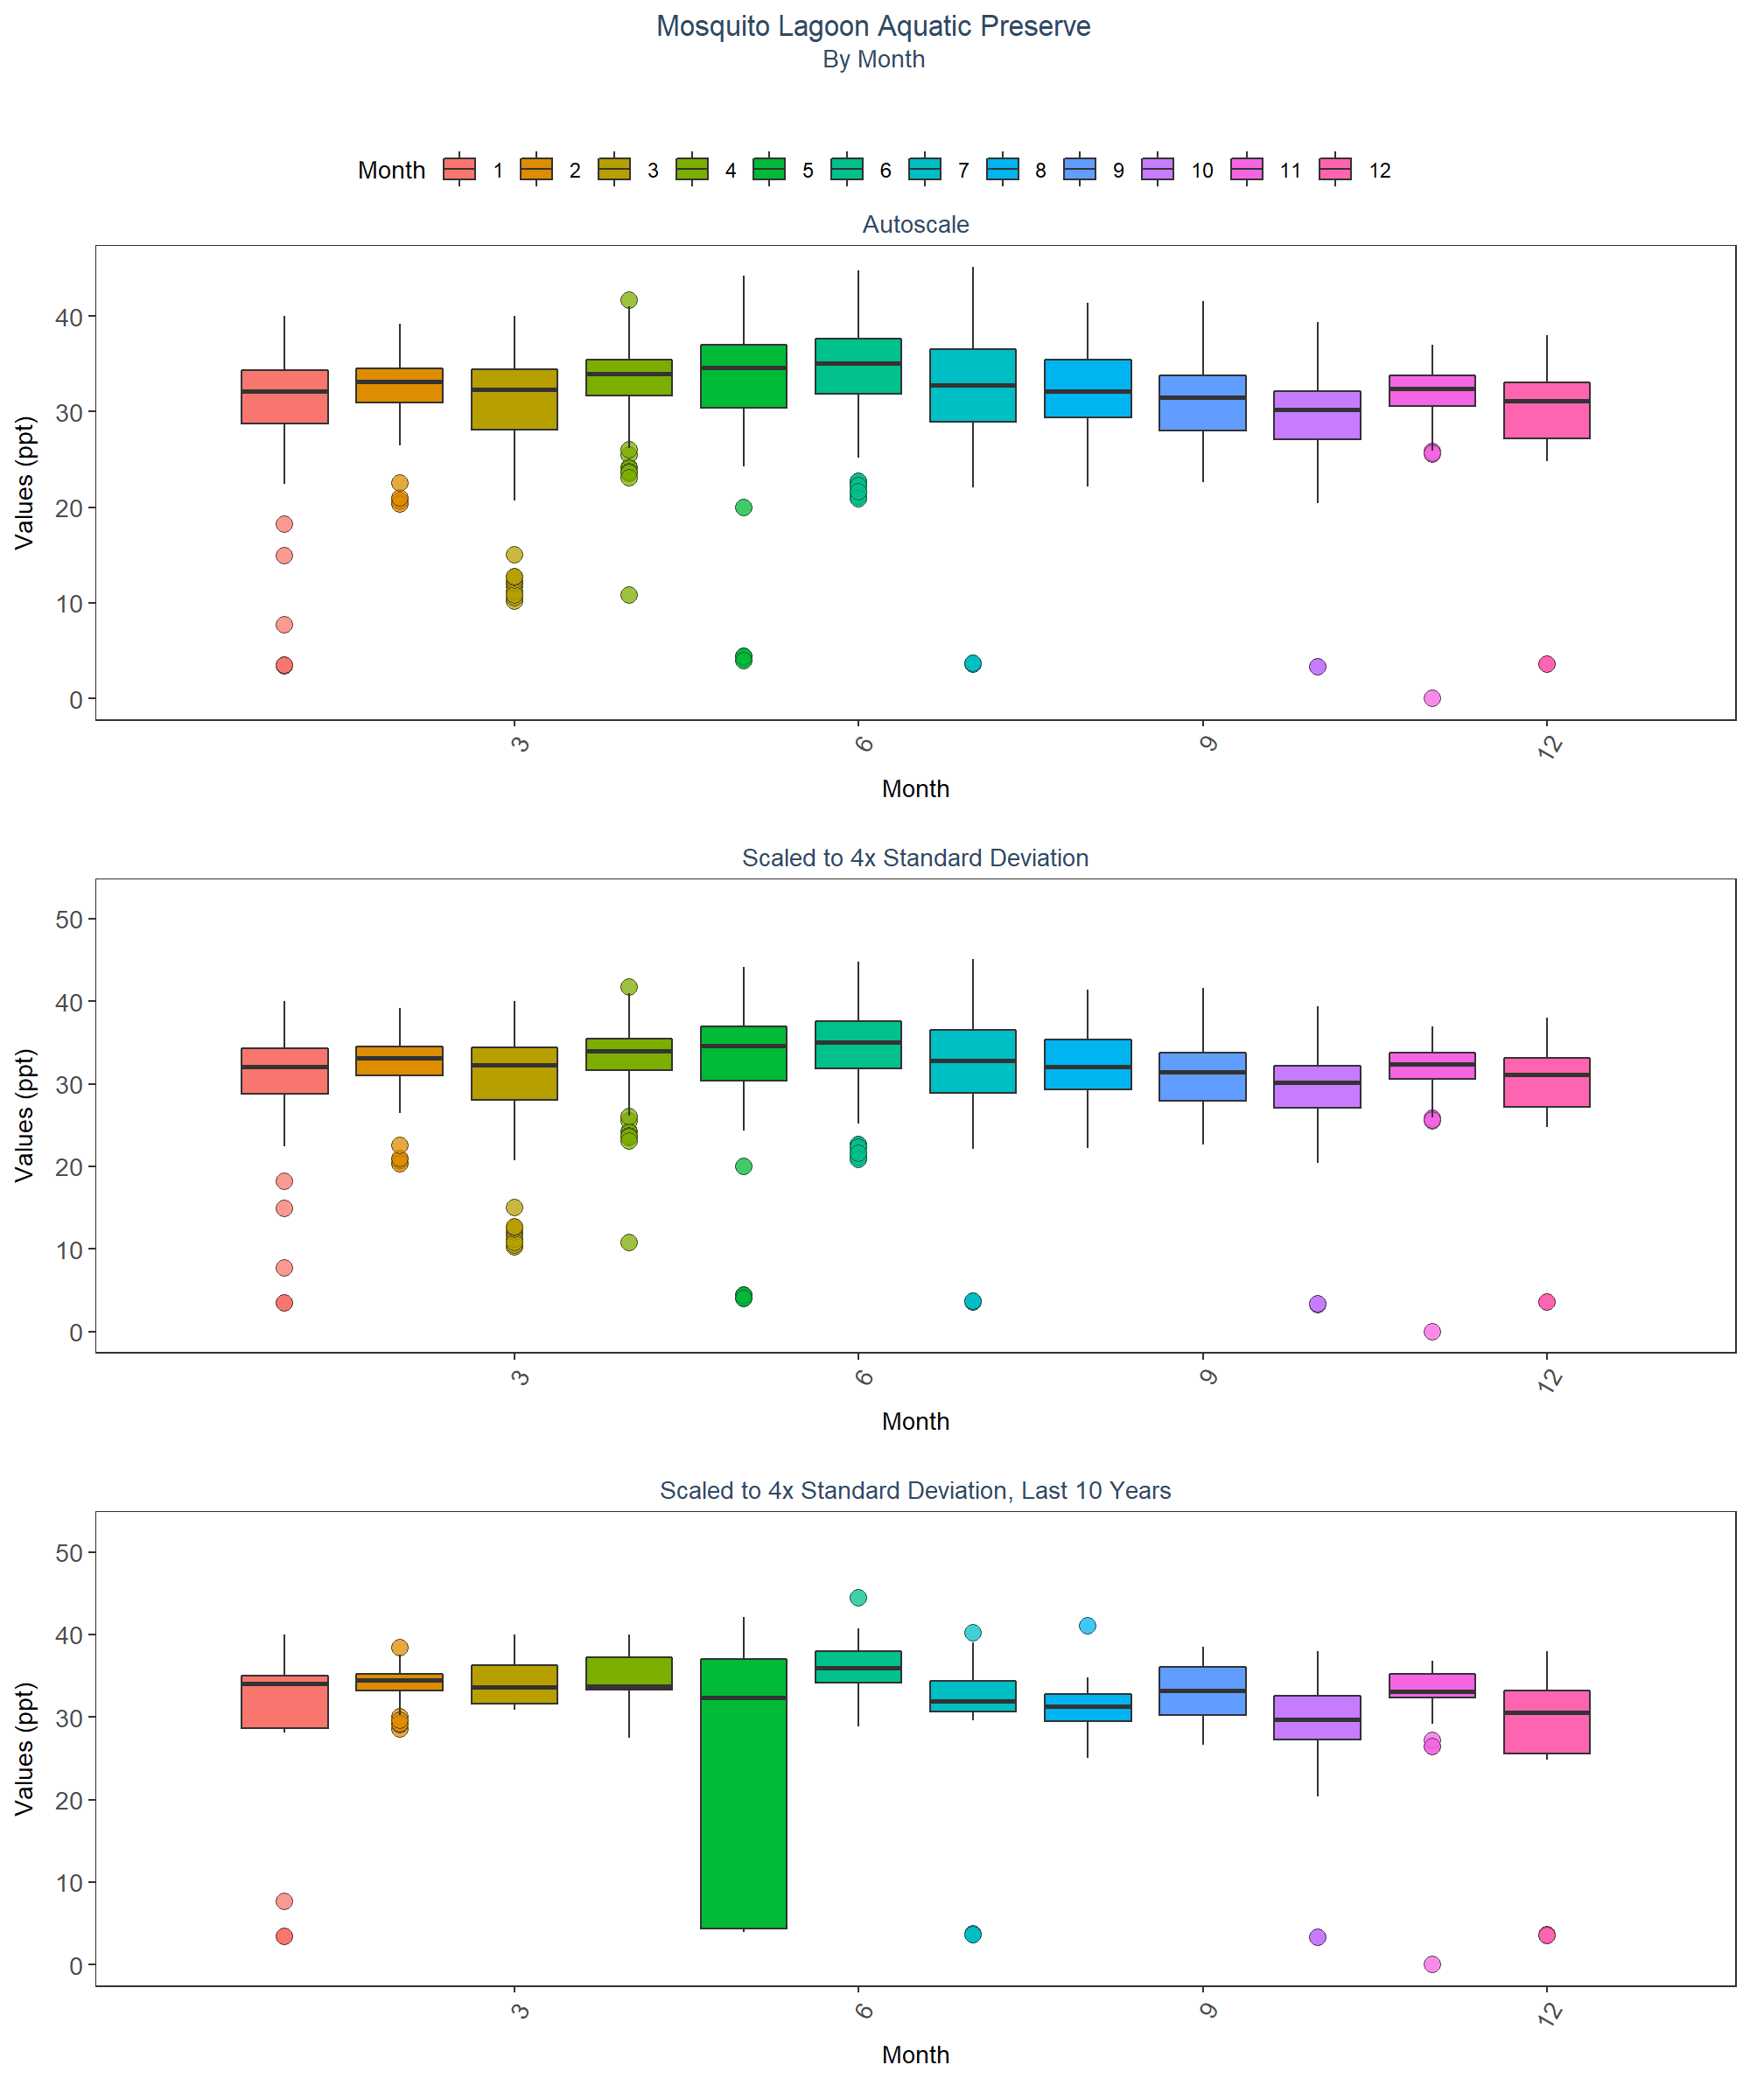 Mosquito Lagoon Aquatic Preserve
By Month
Month 1 2 3 4 5 6 7 8 9 10 11 12
Autoscale
Values (ppt)
40
30
20
10
0
3 6 9 12
Month
Scaled to 4x Standard Deviation
Values (ppt)
50
40
30
20
10
0
3 6 9 12
Month
Scaled to 4x Standard Deviation, Last 10 Years
Values (ppt)
50
40
30
20
10
0
3 6 9 12
Month